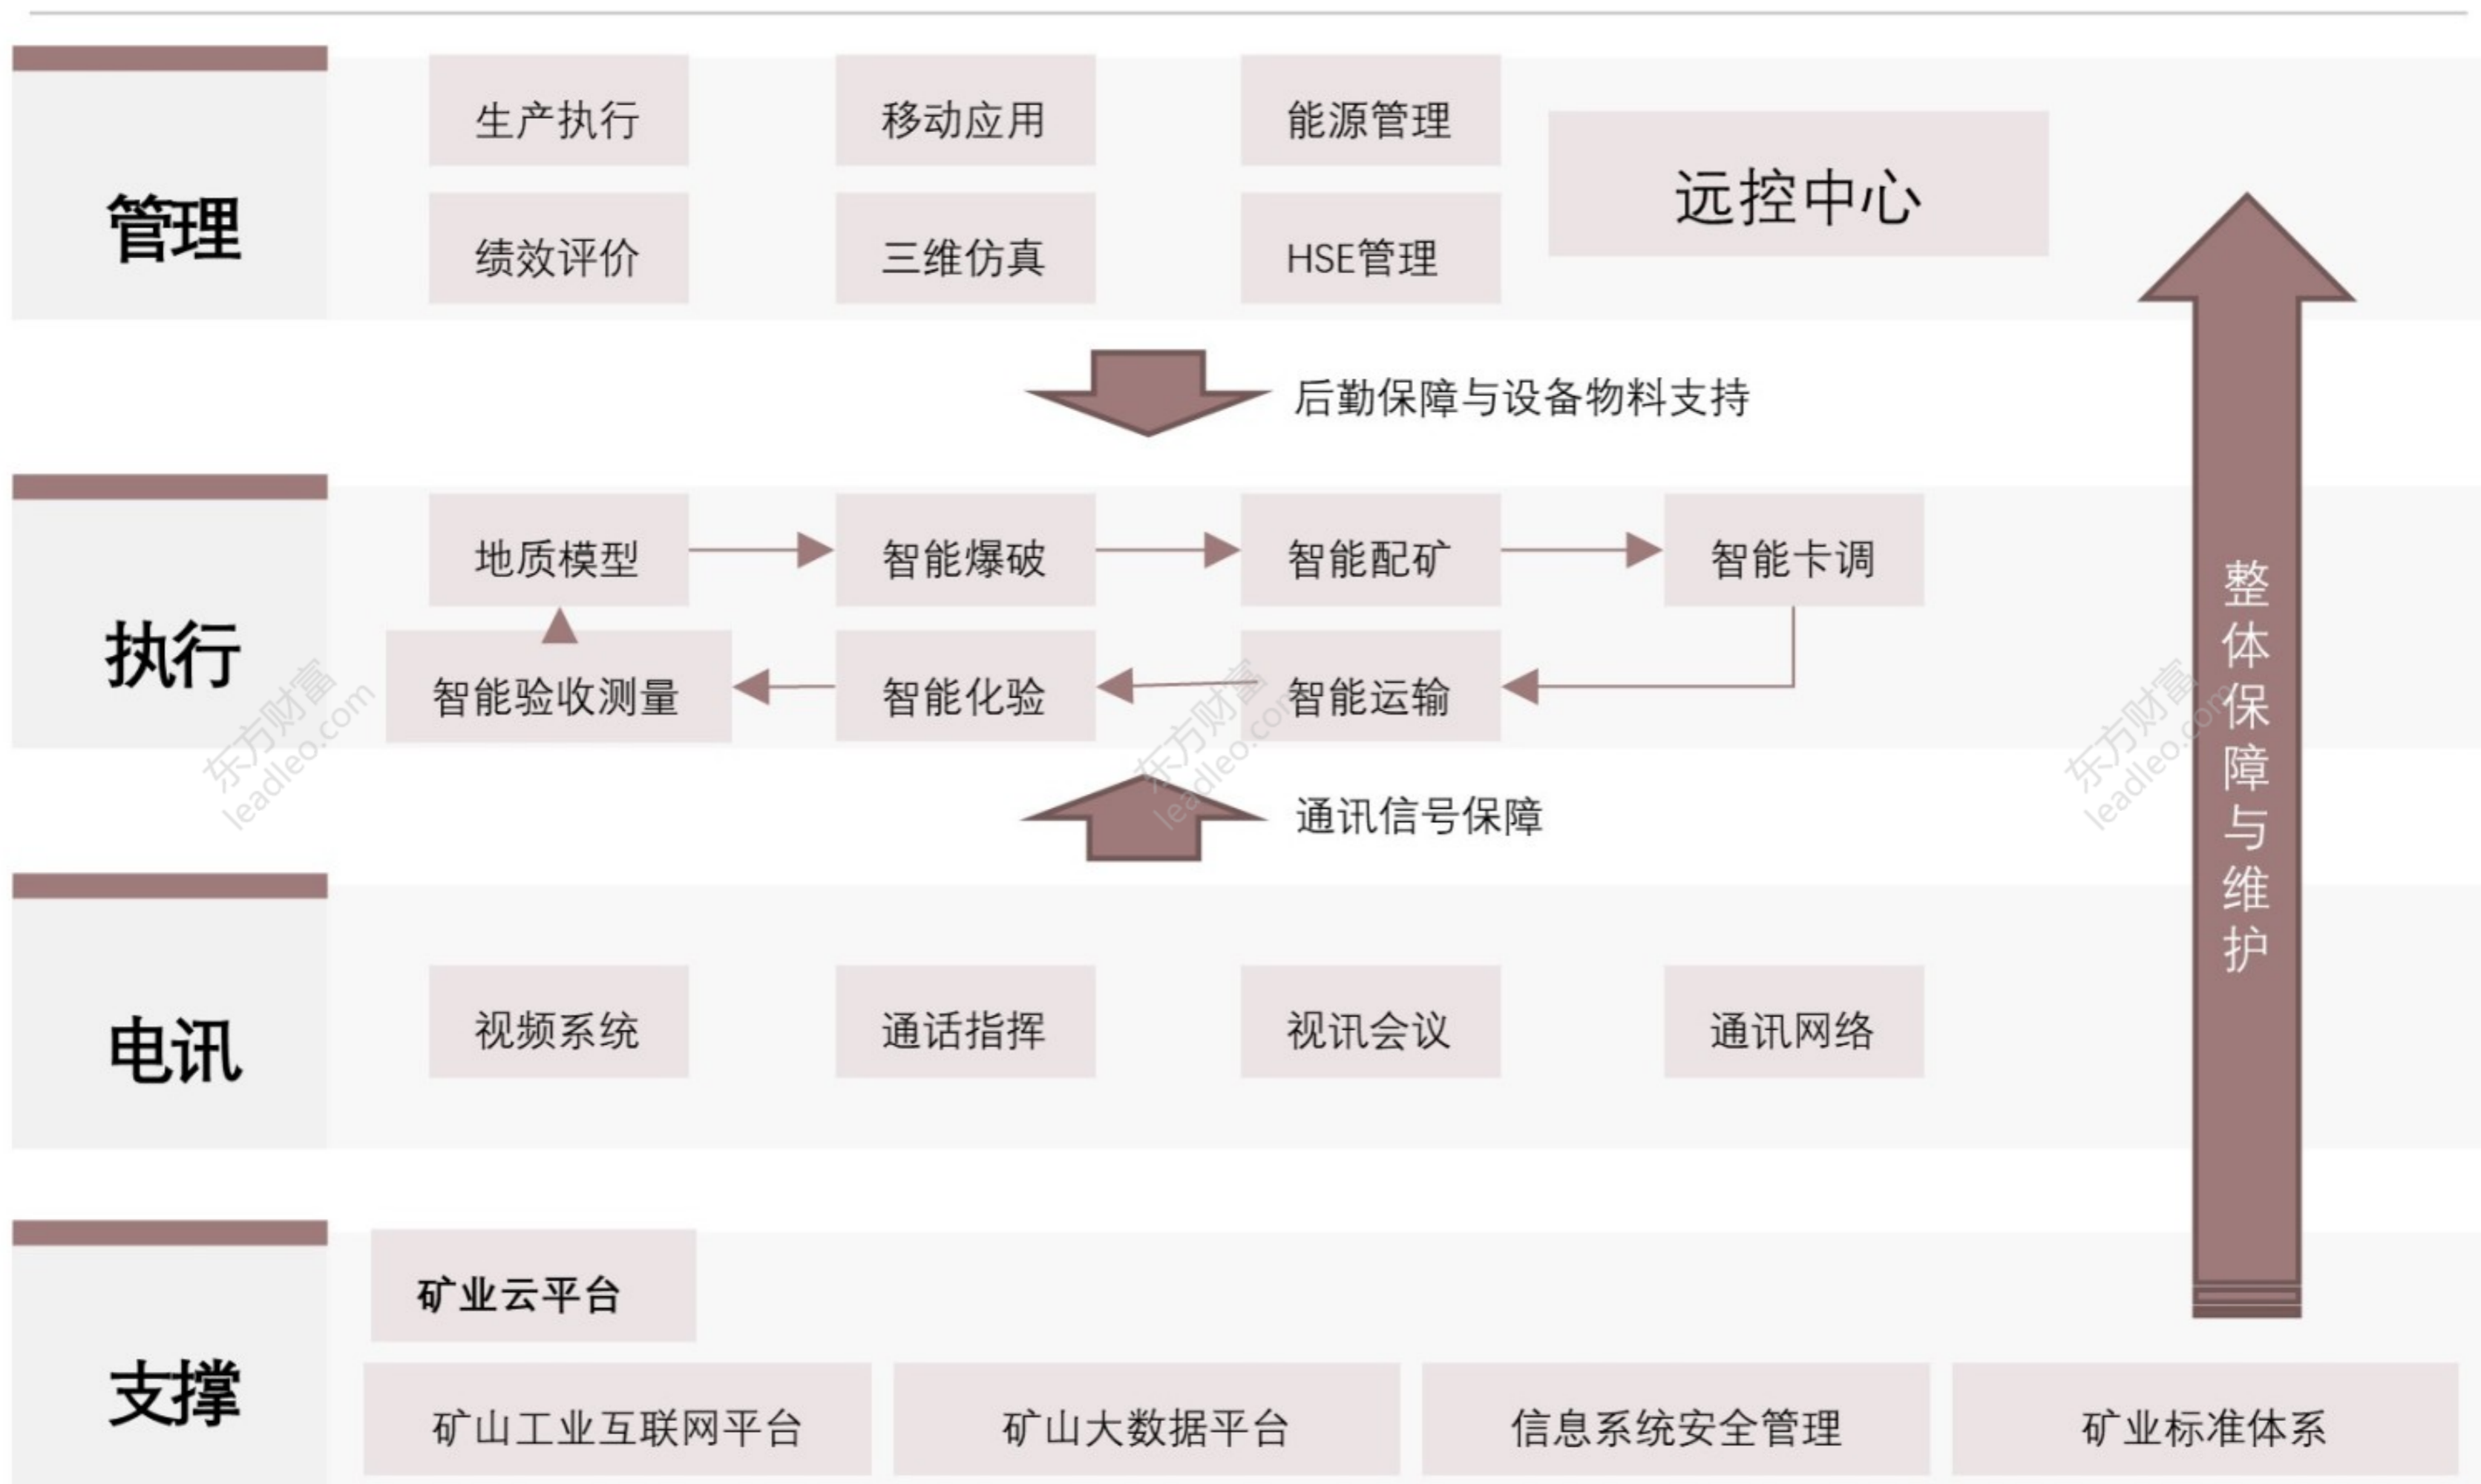 管理
生产执行
移动应用
能源管理
远控中心
绩效评价
三维仿真
HSE管理
后勤保障与设备物料支持
执行
地质模型
智能爆破
智能配矿
智能卡调
智能验收测量
智能化验
智能运输
通讯信号保障
整体保障与维护
电讯
视频系统
通话指挥
视讯会议
通讯网络
支撑
矿业云平台
矿山工业互联网平台
矿山大数据平台
信息系统安全管理
矿业标准体系
东方财富
leadleo.com
东方财富
leadleo.com
东方财富
leadleo.com